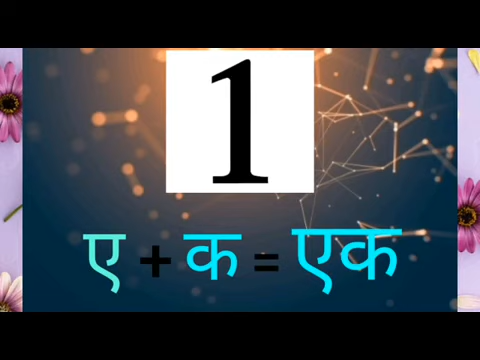 1
ए + क = एक